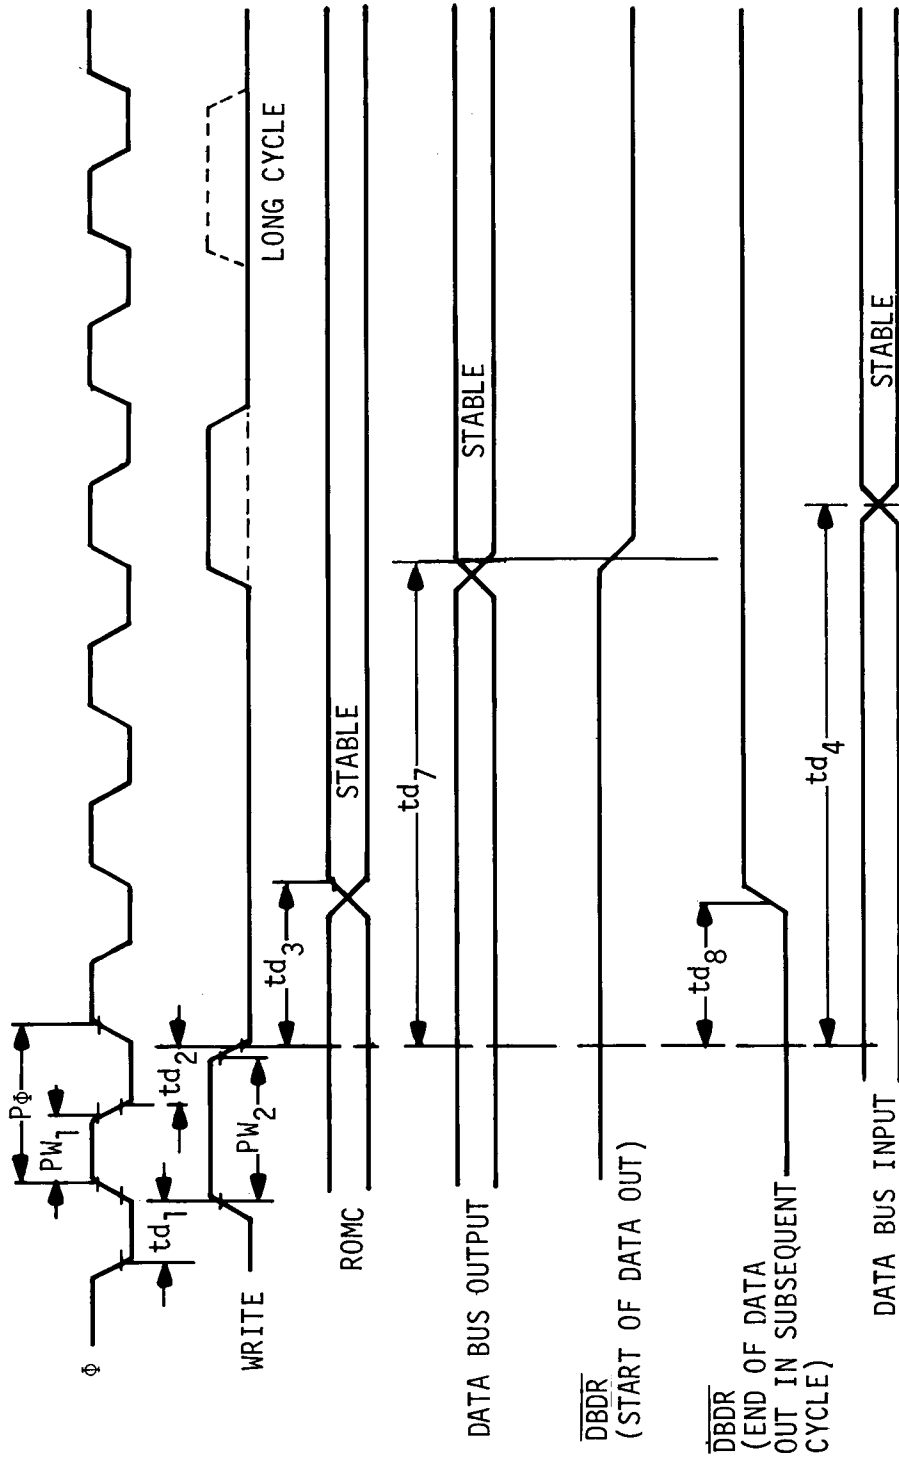 Φ
td1
PW1
PΦ
td2
WRITE
PW2
LONG CYCLE
ROMC
td3
STABLE
DATA BUS OUTPUT
td7
STABLE
DBDR
(START OF DATA OUT)
DBDR
(END OF DATA
OUT IN SUBSEQUENT
CYCLE)
td8
DATA BUS INPUT
td4
STABLE